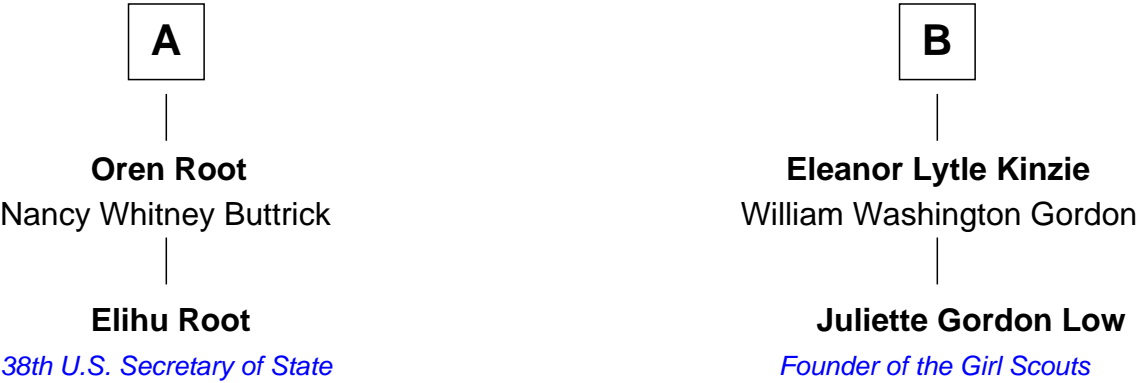 A
Oren Root
Nancy Whitney Buttrick
Elihu Root
38th U.S. Secretary of State
B
Eleanor Lytle Kinzie
William Washington Gordon
Juliette Gordon Low
Founder of the Girl Scouts